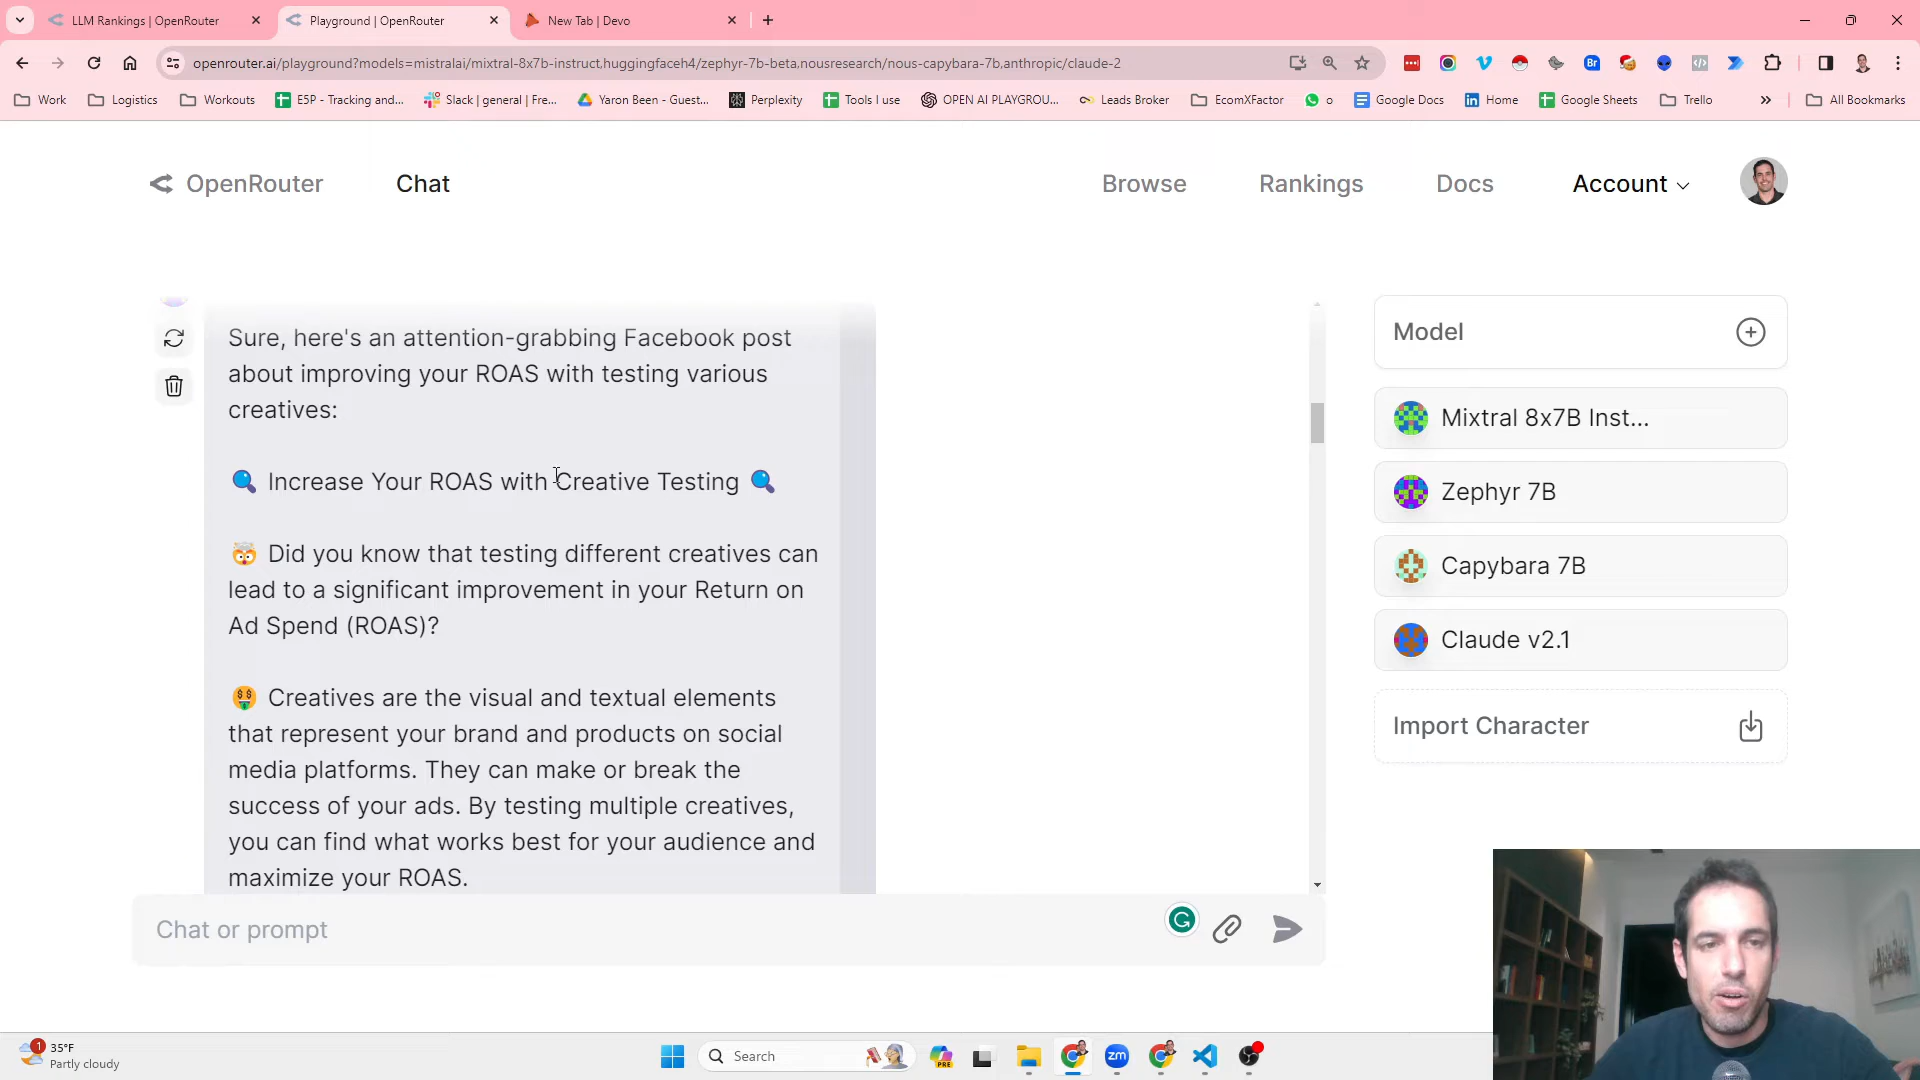 LLM Rankings | OpenRouter
Playground | OpenRouter
New Tab | Devo
openrouter.ai/playground?models=mistralai/mixtral-8x7b-instruct,huggingfaceh4/zephyr-7b-beta,nousresearch/nous-capybara-7b,anthropic/claude-2
Work
Logistics
Workouts
E5P - Tracking and...
Slack | general | Fre...
Yaron Been - Guest...
Perplexity
Tools I use
OPEN AI PLAYGROU...
Leads Broker
EcomXFactor
o
Google Docs
Home
Google Sheets
Trello
All Bookmarks
OpenRouter
Chat
Browse
Rankings
Docs
Account
Sure, here's an attention-grabbing Facebook post
about improving your ROAS with testing various
creatives:
🔍 Increase Your ROAS with Creative Testing 🔍
🤯 Did you know that testing different creatives can
lead to a significant improvement in your Return on
Ad Spend (ROAS)?
🤑 Creatives are the visual and textual elements
that represent your brand and products on social
media platforms. They can make or break the
success of your ads. By testing multiple creatives,
you can find what works best for your audience and
maximize your ROAS.
Model
Mixtral 8x7B Inst...
Zephyr 7B
Capybara 7B
Claude v2.1
Import Character
Chat or prompt
1
35°F
Partly cloudy
Search
PRE
zm